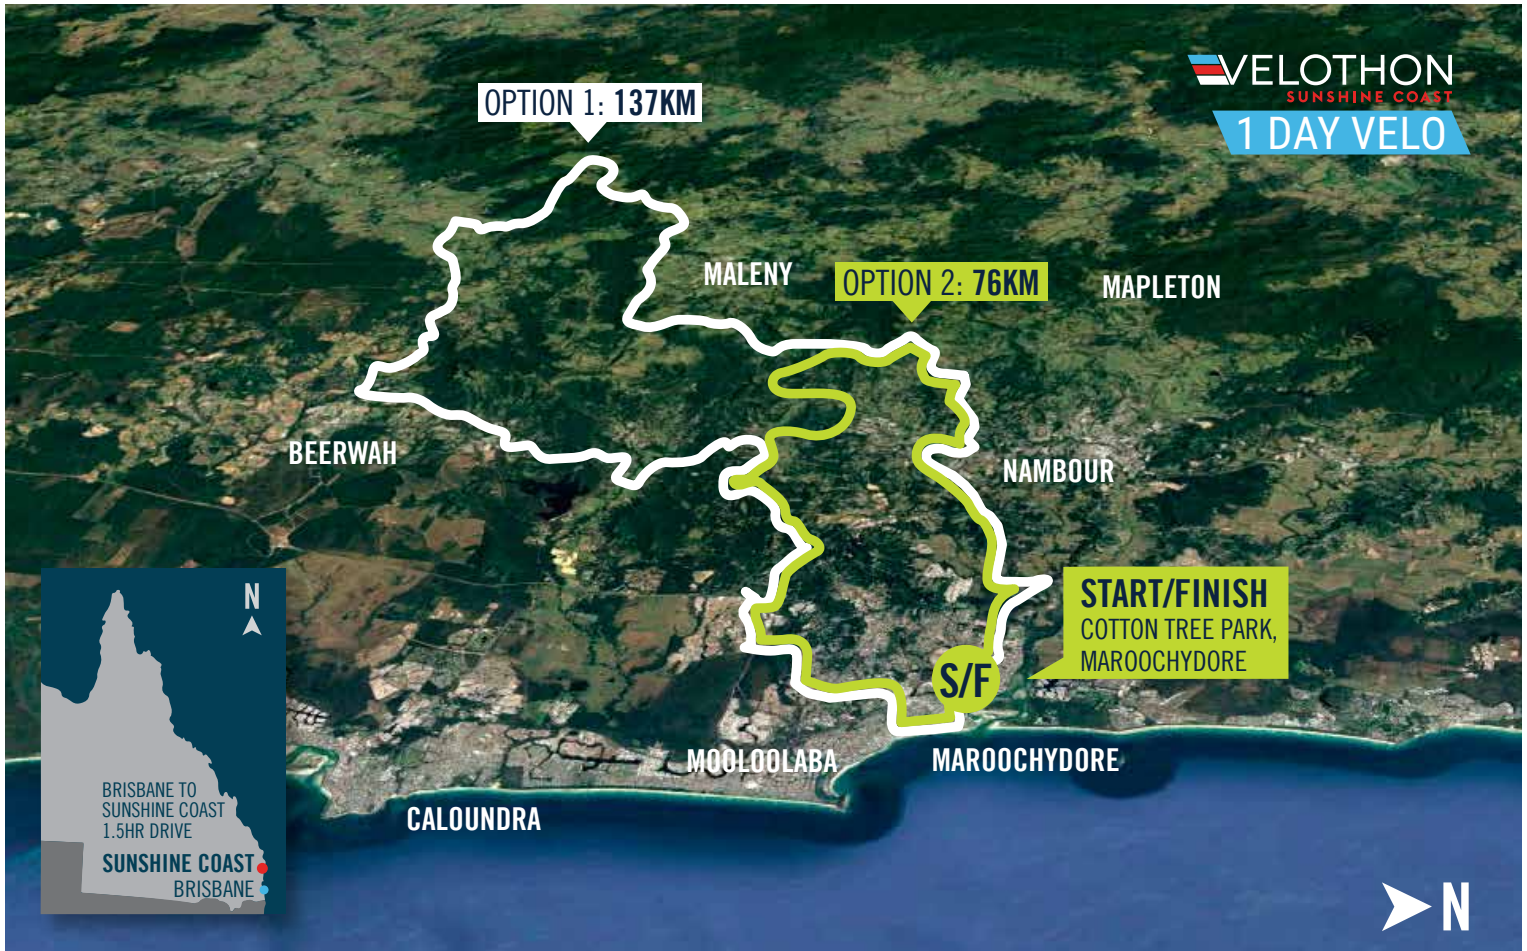 VELOTHON
SUNSHINE COAST
1 DAY VELO
OPTION 1: 137KM
MALENY
OPTION 2: 76KM
MAPLETON
BEERWAH
NAMBOUR
START/FINISH
COTTON TREE PARK,
MAROOCHYDORE
S/F
MOOLOOLABA
MAROOCHYDORE
CALOUNDRA
N
BRISBANE TO
SUNSHINE COAST
1.5HR DRIVE
SUNSHINE COAST
BRISBANE
N